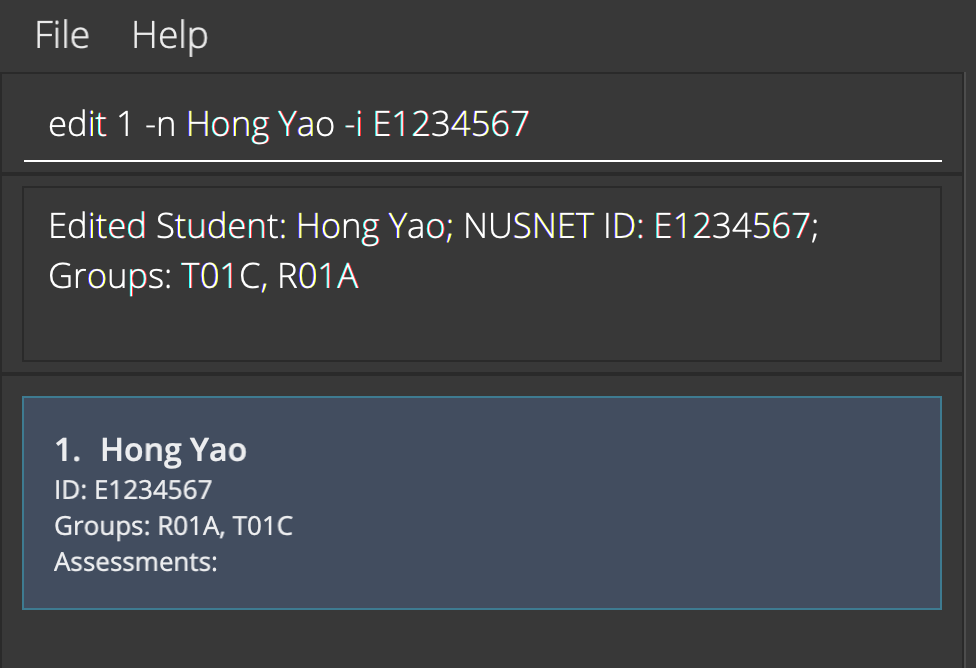 File Help
edit 1 -n Hong Yao -i E1234567
Edited Student: Hong Yao; NUSNET ID: E1234567;
Groups: T01C, R01A
1. Hong Yao
ID: E1234567
Groups: R01A, T01C
Assessments: